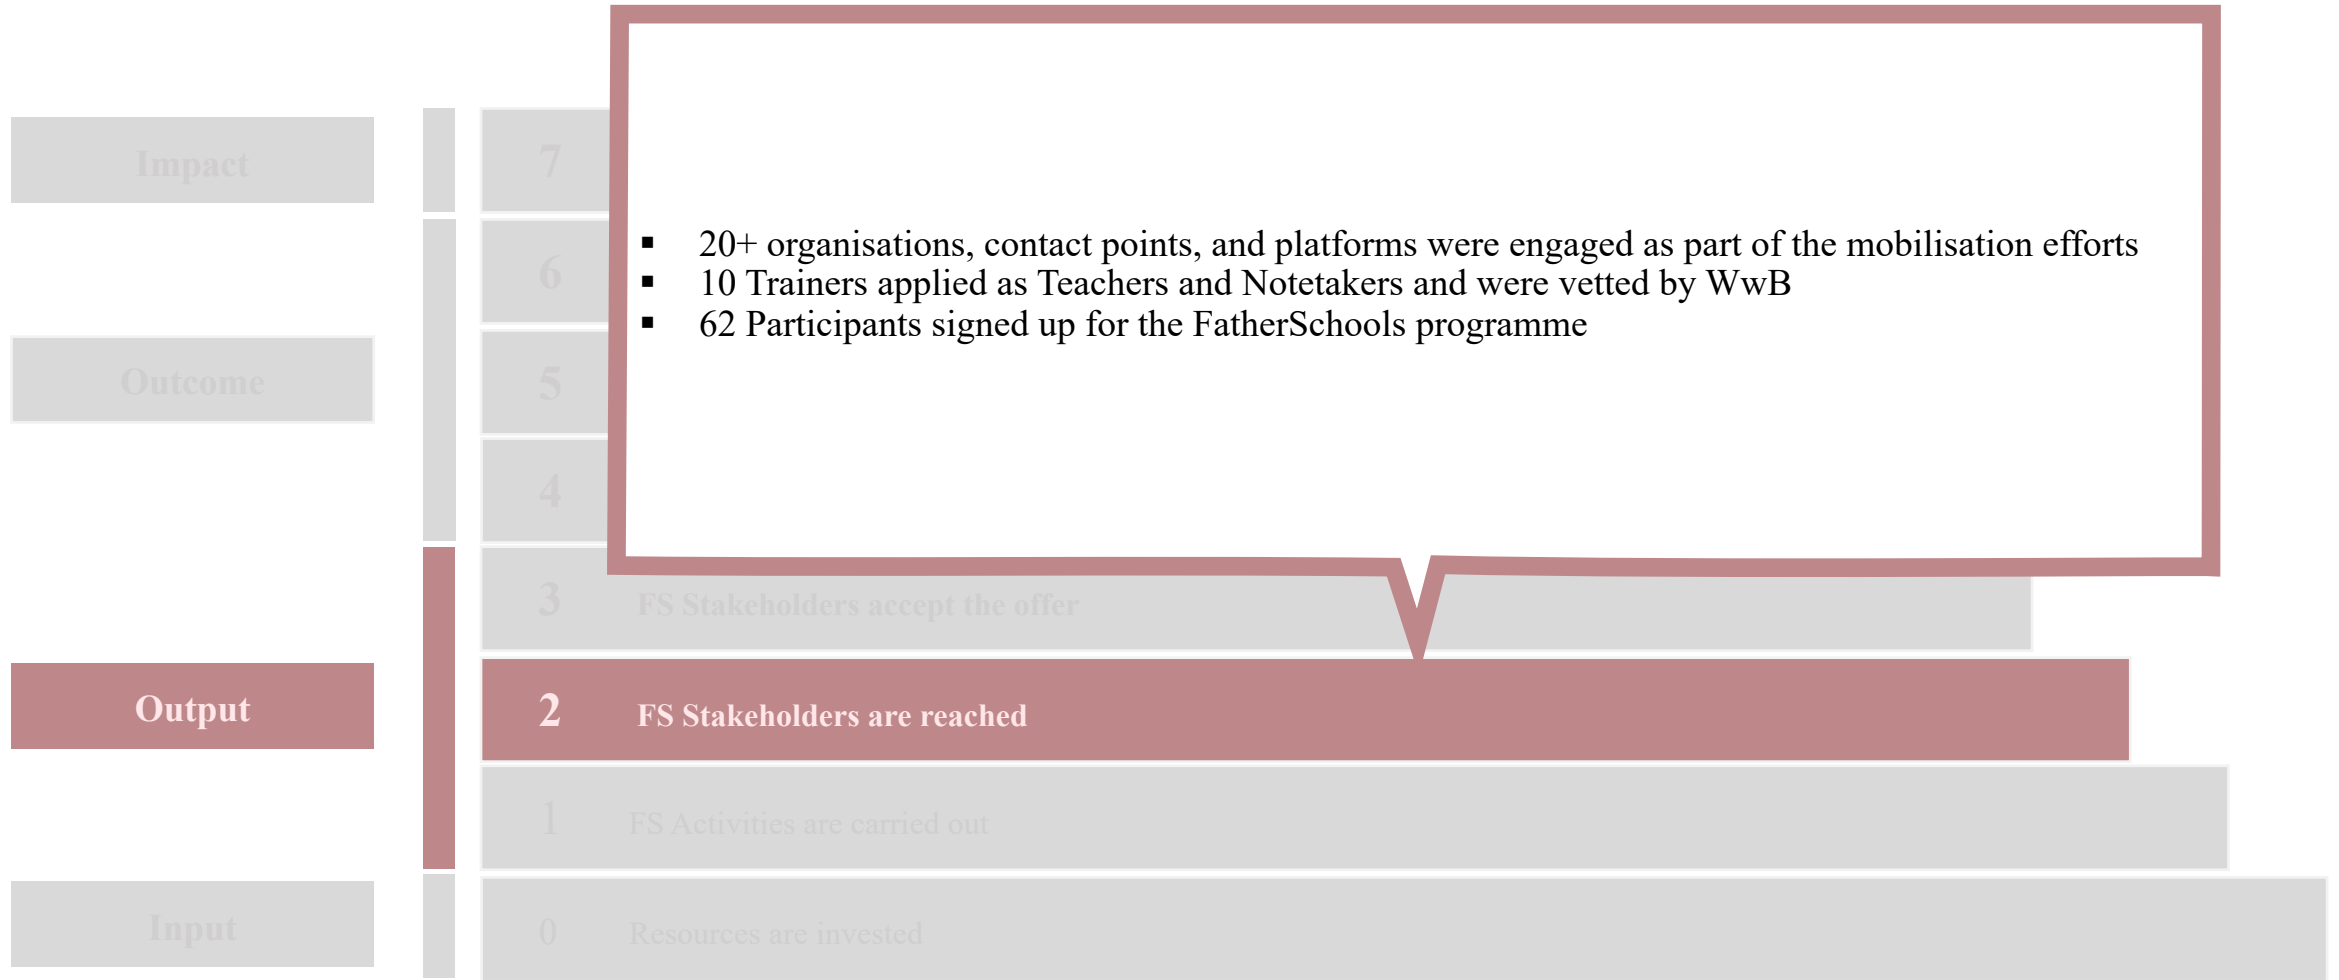 Impact
7
▪ 20+ organisations, contact points, and platforms were engaged as part of the mobilisation efforts
6
▪ 10 Trainers applied as Teachers and Notetakers and were vetted by WwB
▪ 62 Participants signed up for the FatherSchools programme
Outcome
5
4
3 FS Stakeholders accept the offer
Output
2 FS Stakeholders are reached
1 FS Activities are carried out
Input
0 Resources are invested